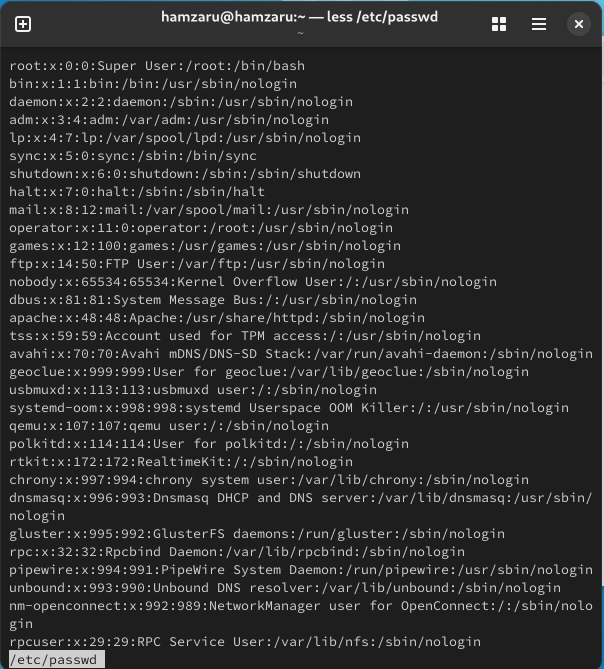 hamzaru@hamzaru:~ — less /etc/passwd
~
root:x:0:0:Super User:/root:/bin/bash
bin:x:1:1:bin:/bin:/usr/sbin/nologin
daemon:x:2:2:daemon:/sbin:/usr/sbin/nologin
adm:x:3:4:adm:/var/adm:/usr/sbin/nologin
lp:x:4:7:lp:/var/spool/lpd:/usr/sbin/nologin
sync:x:5:0:sync:/sbin:/bin/sync
shutdown:x:6:0:shutdown:/sbin:/sbin/shutdown
halt:x:7:0:halt:/sbin:/sbin/halt
mail:x:8:12:mail:/var/spool/mail:/usr/sbin/nologin
operator:x:11:0:operator:/root:/usr/sbin/nologin
games:x:12:100:games:/usr/games:/usr/sbin/nologin
ftp:x:14:50:FTP User:/var/ftp:/usr/sbin/nologin
nobody:x:65534:65534:Kernel Overflow User:/:/usr/sbin/nologin
dbus:x:81:81:System Message Bus:/:/usr/sbin/nologin
apache:x:48:48:Apache:/usr/share/httpd:/sbin/nologin
tss:x:59:59:Account used for TPM access:/:/usr/sbin/nologin
avahi:x:70:70:Avahi mDNS/DNS-SD Stack:/var/run/avahi-daemon:/sbin/nologin
geoclue:x:999:999:User for geoclue:/var/lib/geoclue:/sbin/nologin
usbmuxd:x:113:113:usbmuxd user:/:/sbin/nologin
systemd-oom:x:998:998:systemd Userspace OOM Killer:/:/usr/sbin/nologin
qemu:x:107:107:qemu user:/:/sbin/nologin
polkitd:x:114:114:User for polkitd:/:/sbin/nologin
rtkit:x:172:172:RealtimeKit:/:/sbin/nologin
chrony:x:997:994:chrony system user:/var/lib/chrony:/sbin/nologin
dnsmasq:x:996:993:Dnsmasq DHCP and DNS server:/var/lib/dnsmasq:/usr/sbin/
nologin
gluster:x:995:992:GlusterFS daemons:/run/gluster:/sbin/nologin
rpc:x:32:32:Rpcbind Daemon:/var/lib/rpcbind:/sbin/nologin
pipewire:x:994:991:PipeWire System Daemon:/run/pipewire:/usr/sbin/nologin
unbound:x:993:990:Unbound DNS resolver:/var/lib/unbound:/sbin/nologin
nm-openconnect:x:992:989:NetworkManager user for OpenConnect:/:/sbin/nolo
gin
rpcuser:x:29:29:RPC Service User:/var/lib/nfs:/sbin/nologin
/etc/passwd